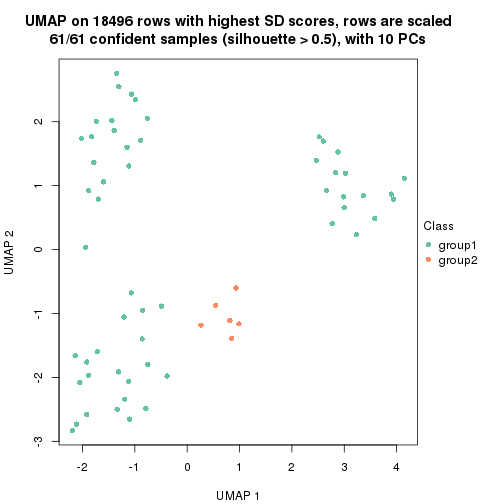 UMAP on 18496 rows with highest SD scores, rows are scaled
61/61 confident samples (silhouette > 0.5), with 10 PCs
2
1
0
-1
-2
-3
UMAP 2
-2 -1 0 1 2 3 4
UMAP 1
Class
group1
group2